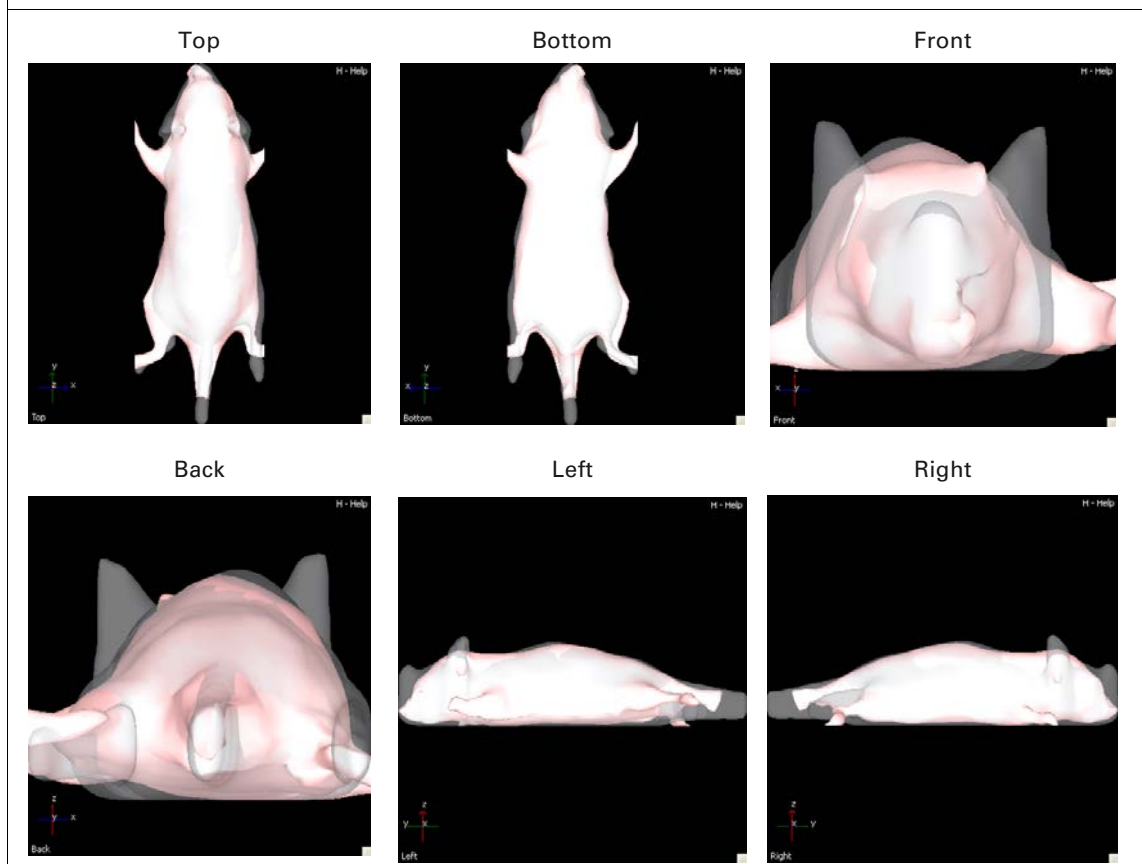 Top
Bottom
Front
H - Help
H - Help
H - Help
y
z
x
Top
y
x
z
Bottom
z
x
y
Front
Back
Left
Right
H - Help
H - Help
H - Help
z
y
x
Back
z
y
x
Left
z
x
y
Right